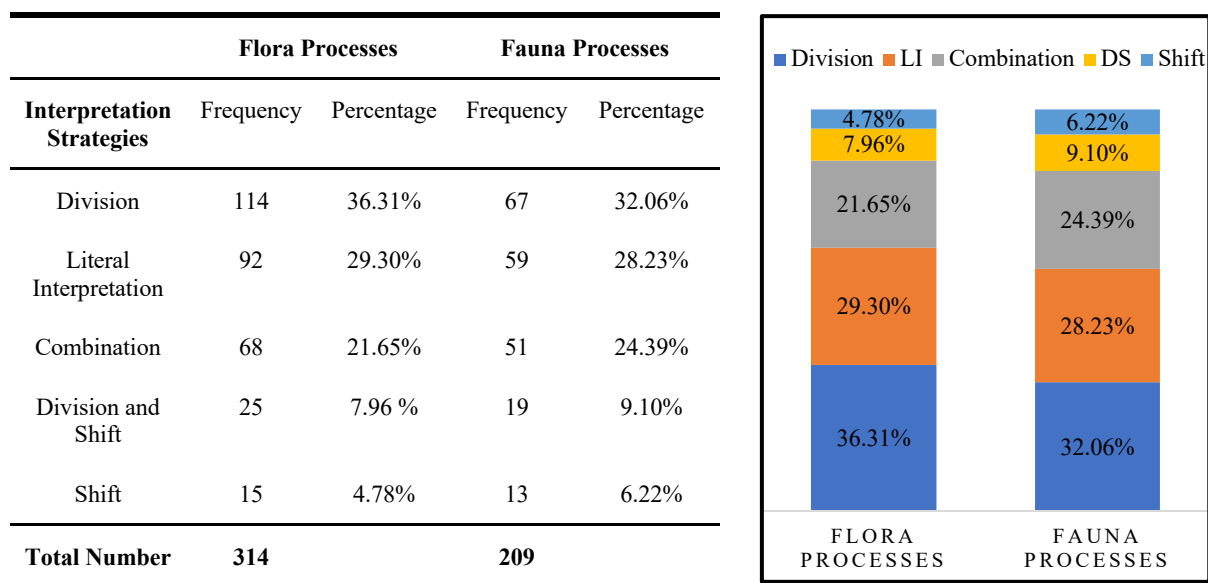 Flora Processes Fauna Processes
Interpretation Strategies Frequency Percentage Frequency Percentage
Division 114 36.31% 67 32.06%
Literal Interpretation 92 29.30% 59 28.23%
Combination 68 21.65% 51 24.39%
Division and Shift 25 7.96 % 19 9.10%
Shift 15 4.78% 13 6.22%
Total Number 314 209
Division LI Combination DS Shift
4.78% 6.22%
7.96% 9.10%
21.65% 24.39%
29.30% 28.23%
36.31% 32.06%
FLORA PROCESSES FAUNA PROCESSES